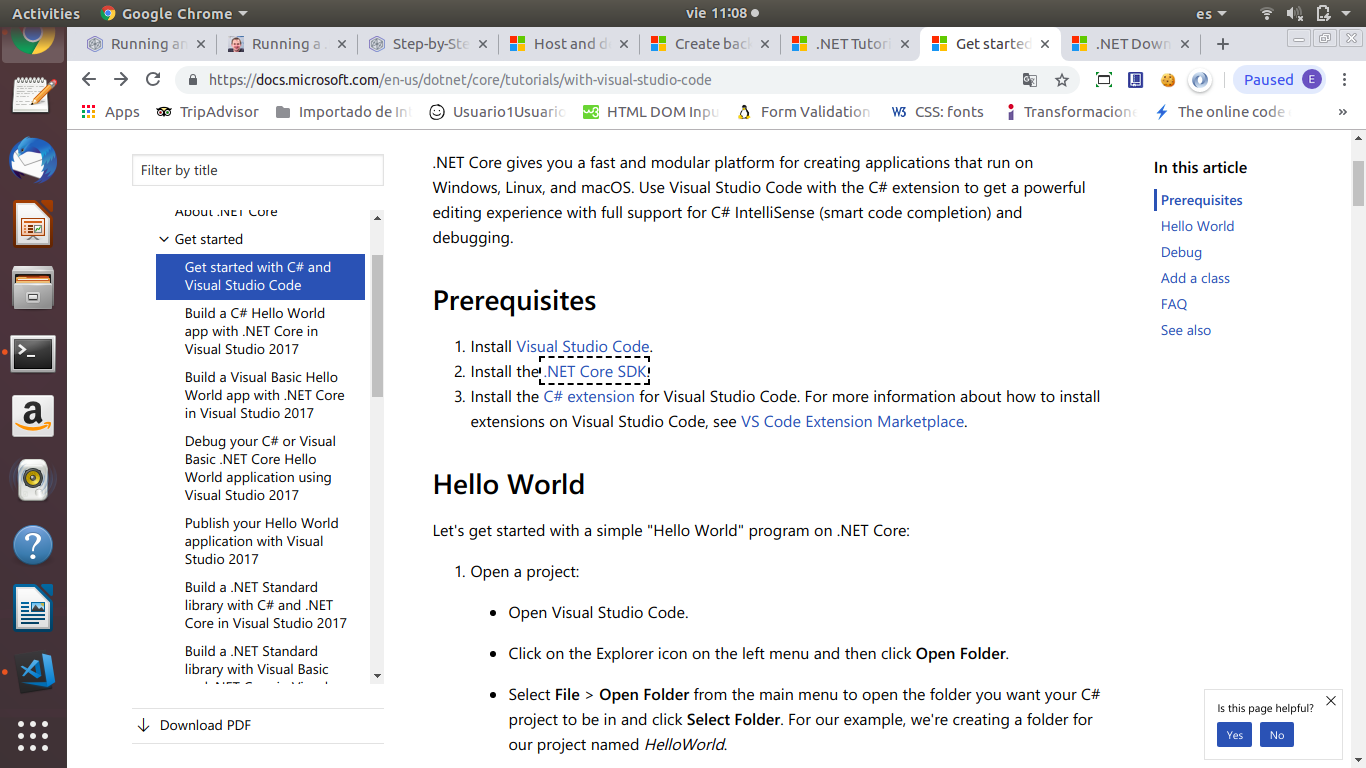 Activities Google Chrome vie 11:08 es
Running an Running a Step-by-Ste Host and d Create bac .NET Tutor Get started .NET Down
https://docs.microsoft.com/en-us/dotnet/core/tutorials/with-visual-studio-code Paused E
Apps TripAdvisor Importado de In Usuario1Usuario HTML DOM Inpu Form Validation CSS: fonts Transformacione The online code »
Filter by title
About .NET Core
Get started
Get started with C# and
Visual Studio Code
Build a C# Hello World
app with .NET Core in
Visual Studio 2017
Build a Visual Basic Hello
World app with .NET Core
in Visual Studio 2017
Debug your C# or Visual
Basic .NET Core Hello
World application using
Visual Studio 2017
Publish your Hello World
application with Visual
Studio 2017
Build a .NET Standard
library with C# and .NET
Core in Visual Studio 2017
Build a .NET Standard
library with Visual Basic
Download PDF
.NET Core gives you a fast and modular platform for creating applications that run on
Windows, Linux, and macOS. Use Visual Studio Code with the C# extension to get a powerful
editing experience with full support for C# IntelliSense (smart code completion) and
debugging.
Prerequisites
1. Install Visual Studio Code.
2. Install the .NET Core SDK.
3. Install the C# extension for Visual Studio Code. For more information about how to install
extensions on Visual Studio Code, see VS Code Extension Marketplace.
Hello World
Let's get started with a simple "Hello World" program on .NET Core:
1. Open a project:
• Open Visual Studio Code.
• Click on the Explorer icon on the left menu and then click Open Folder.
• Select File > Open Folder from the main menu to open the folder you want your C#
project to be in and click Select Folder. For our example, we're creating a folder for
our project named HelloWorld.
In this article
Prerequisites
Hello World
Debug
Add a class
FAQ
See also
Is this page helpful?
Yes No